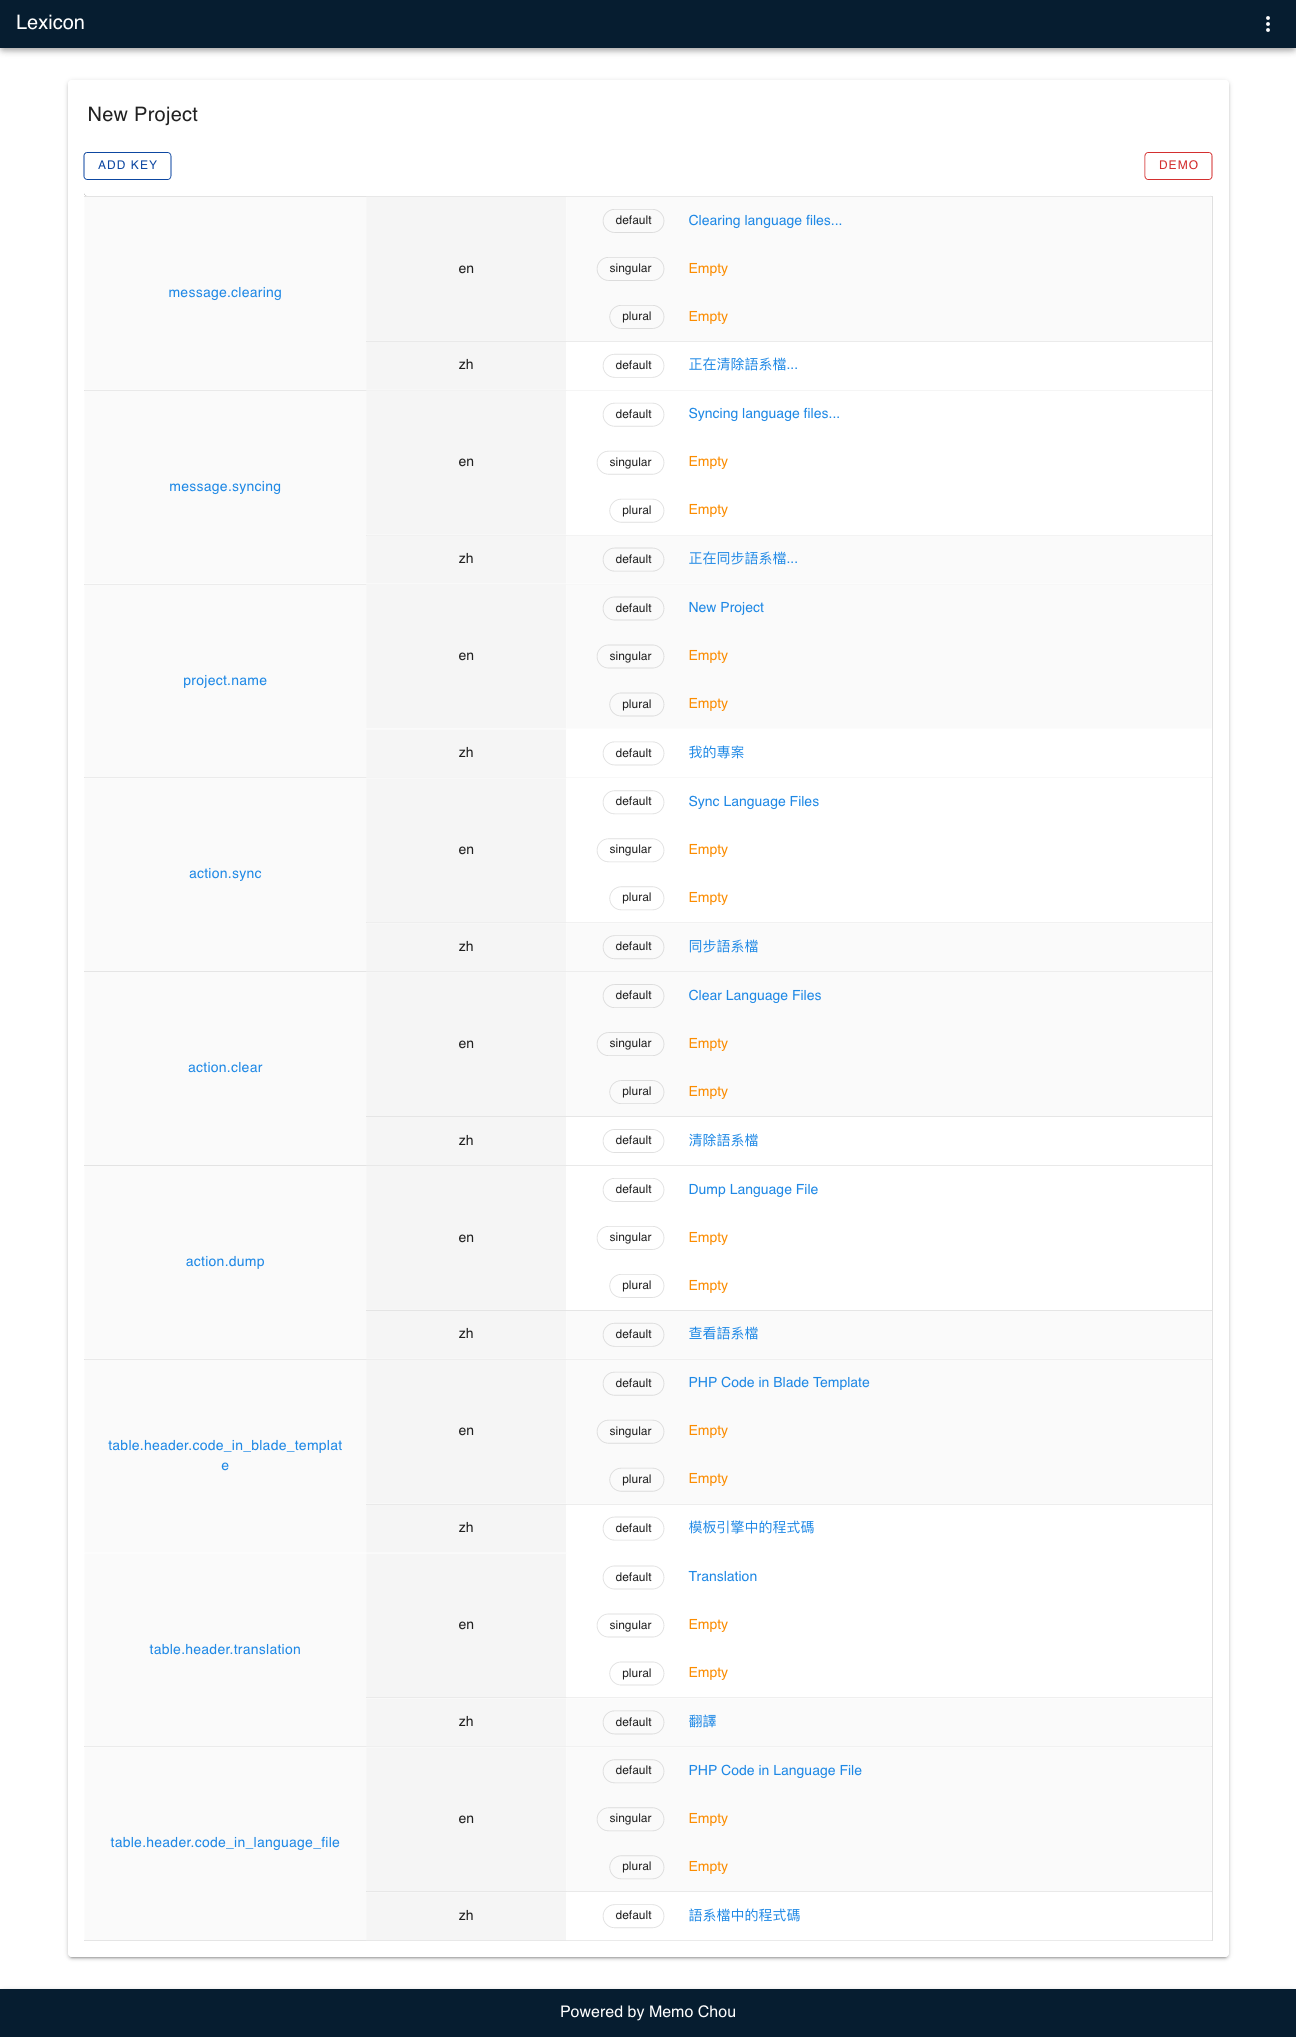 Lexicon
New Project
ADD KEY
DEMO
message.clearing
en
default
Clearing language files...
singular
Empty
plural
Empty
zh
default
正在清除語系檔...
message.syncing
en
default
Syncing language files...
singular
Empty
plural
Empty
zh
default
正在同步語系檔...
project.name
en
default
New Project
singular
Empty
plural
Empty
zh
default
我的專案
action.sync
en
default
Sync Language Files
singular
Empty
plural
Empty
zh
default
同步語系檔
action.clear
en
default
Clear Language Files
singular
Empty
plural
Empty
zh
default
清除語系檔
action.dump
en
default
Dump Language File
singular
Empty
plural
Empty
zh
default
查看語系檔
table.header.code_in_blade_templat
e
en
default
PHP Code in Blade Template
singular
Empty
plural
Empty
zh
default
模板引擎中的程式碼
table.header.translation
en
default
Translation
singular
Empty
plural
Empty
zh
default
翻譯
table.header.code_in_language_file
en
default
PHP Code in Language File
singular
Empty
plural
Empty
zh
default
語系檔中的程式碼
Powered by Memo Chou